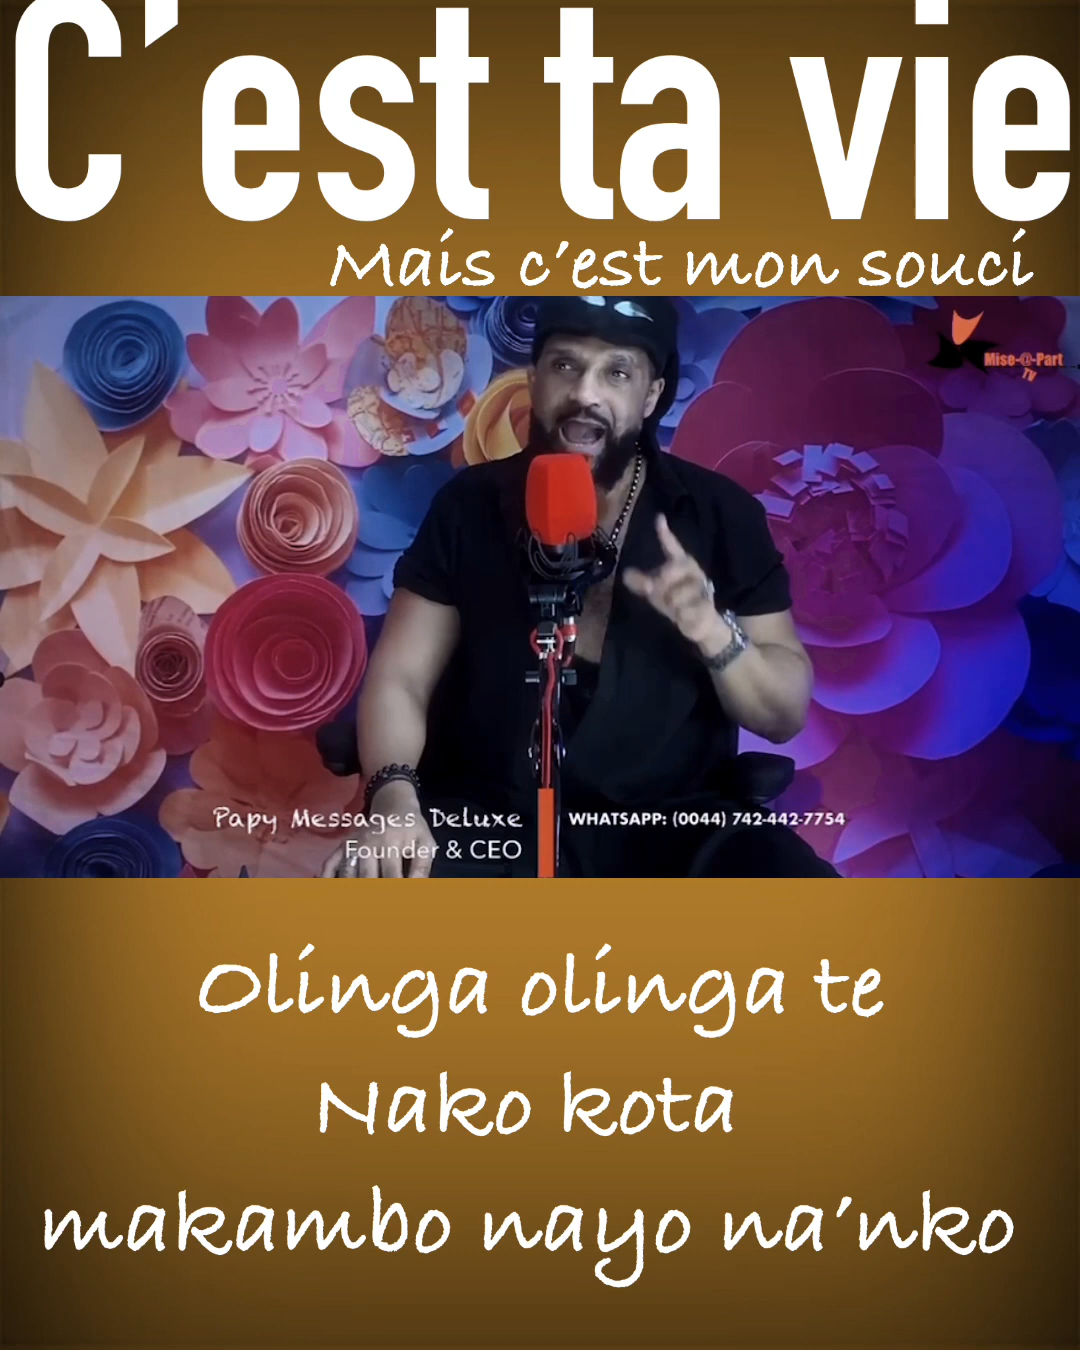 C'est ta vie
Mais c'est mon souci
Mise-@-Part
TV
Papy Messages Deluxe
Founder & CEO
WHATSAPP: (0044) 742-442-7754
Olinga olinga te
Nako kota
makambo nayo na'nko